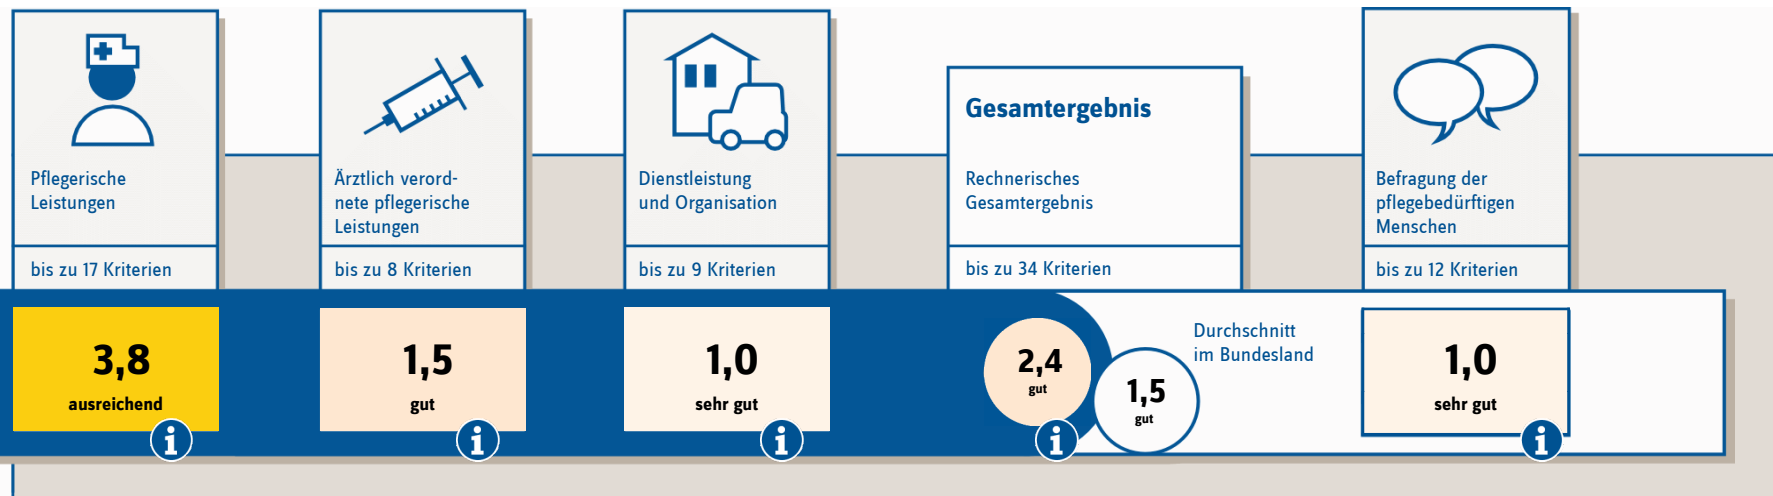 Pflegerische
Leistungen
bis zu 17 Kriterien
3,8
ausreichend
i
Ärztlich verord-
nete pflegerische
Leistungen
bis zu 8 Kriterien
1,5
gut
i
Dienstleistung
und Organisation
bis zu 9 Kriterien
1,0
sehr gut
i
Gesamtergebnis
Rechnerisches
Gesamtergebnis
bis zu 34 Kriterien
2,4
gut
i
Durchschnitt
im Bundesland
1,5
gut
Befragung der
pflegebedürftigen
Menschen
bis zu 12 Kriterien
1,0
sehr gut
i